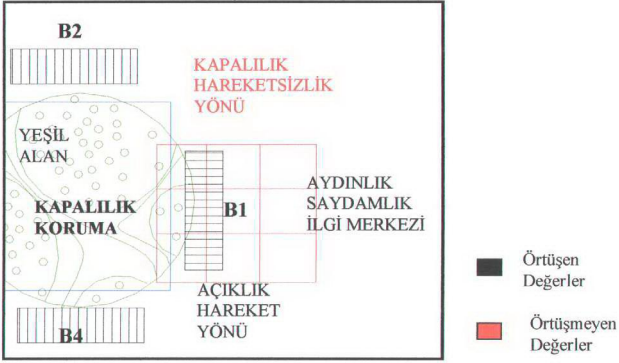 B2
KAPALILIK
HAREKETSİZLİK
YÖNÜ
YEŞİL
ALAN
KAPALILIK
KORUMA
B1
AYDINLIK
SAYDAMLIK
İLGİ MERKEZİ
AÇIKLIK
HAREKET
YÖNÜ
B4
Örtüşen
Değerler
Örtüşmeyen
Değerler